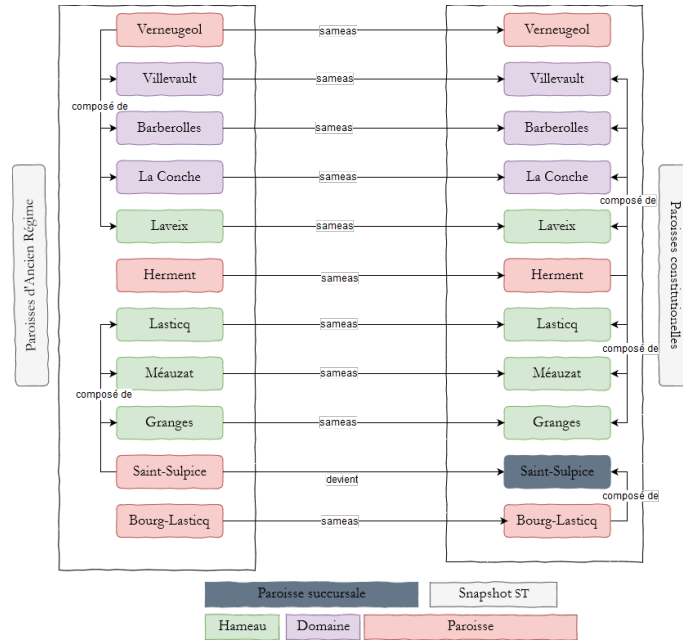 Verneugeol
sameas
Verneugeol
Villevault
sameas
Villevault
composé de
Barberolles
sameas
Barberolles
La Conche
sameas
La Conche
composé de
Laveix
sameas
Laveix
Paroisses d'Ancien Régime
Paroisses constitutionelles
Herment
sameas
Herment
Lasticq
sameas
Lasticq
composé de
Méauzat
sameas
Méauzat
composé de
Granges
sameas
Granges
Saint-Sulpice
devient
Saint-Sulpice
composé de
Bourg-Lasticq
sameas
Bourg-Lasticq
Paroisse succursale
Snapshot ST
Hameau
Domaine
Paroisse